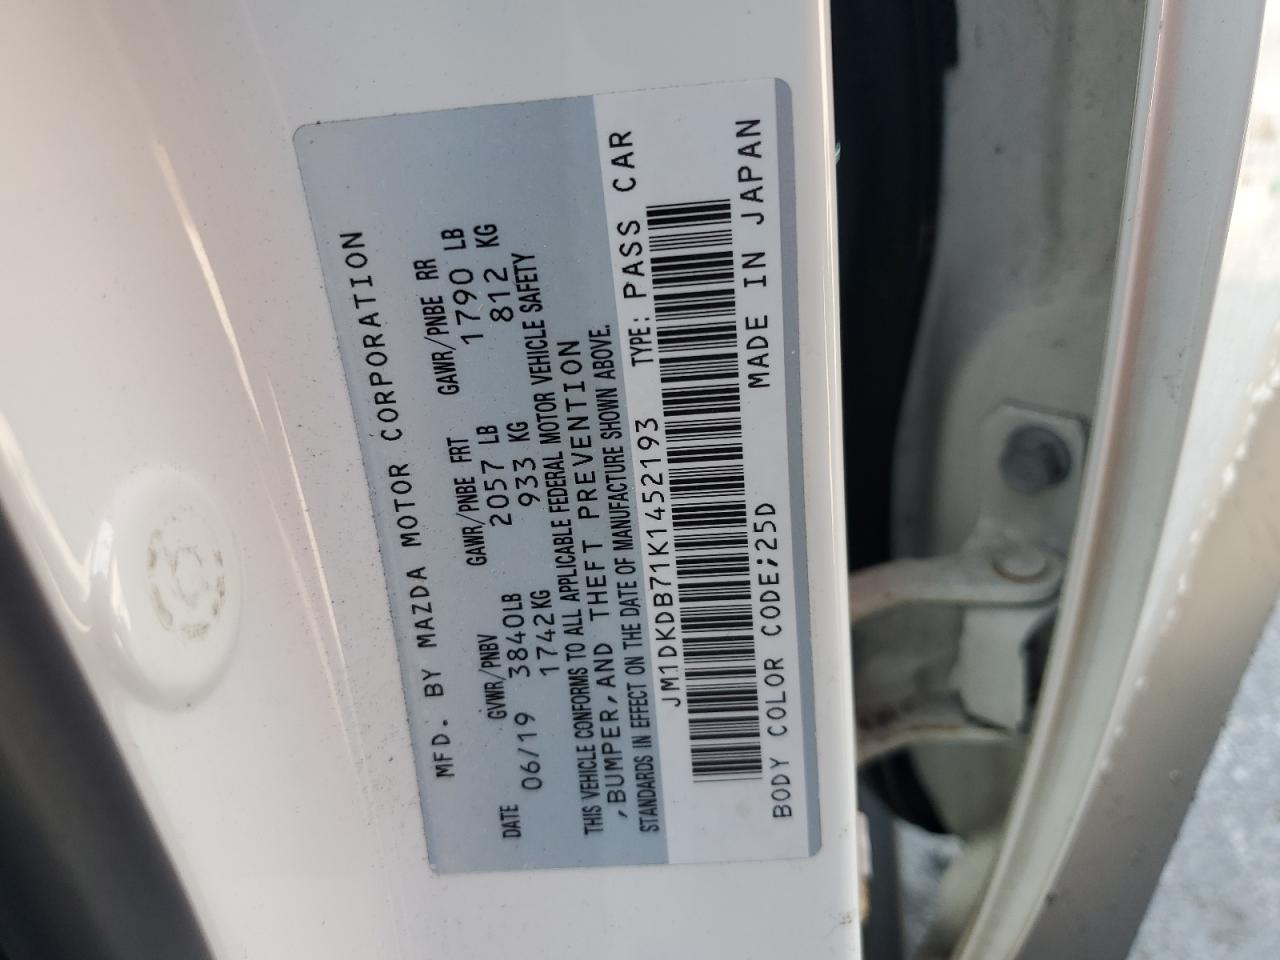 MFD. BY MAZDA MOTOR CORPORATION
DATE GVWR/PNBV GAWR/PNBE FRT GAWR/PNBE RR
06/19 3840LB 2057 LB 1790 LB
1742KG 933 KG 812 KG
THIS VEHICLE CONFORMS TO ALL APPLICABLE FEDERAL MOTOR VEHICLE SAFETY
,BUMPER,AND THEFT PREVENTION
STANDARDS IN EFFECT ON THE DATE OF MANUFACTURE SHOWN ABOVE.
JM1DKDB71K1452193 TYPE: PASS CAR
BODY COLOR CODE;25D MADE IN JAPAN